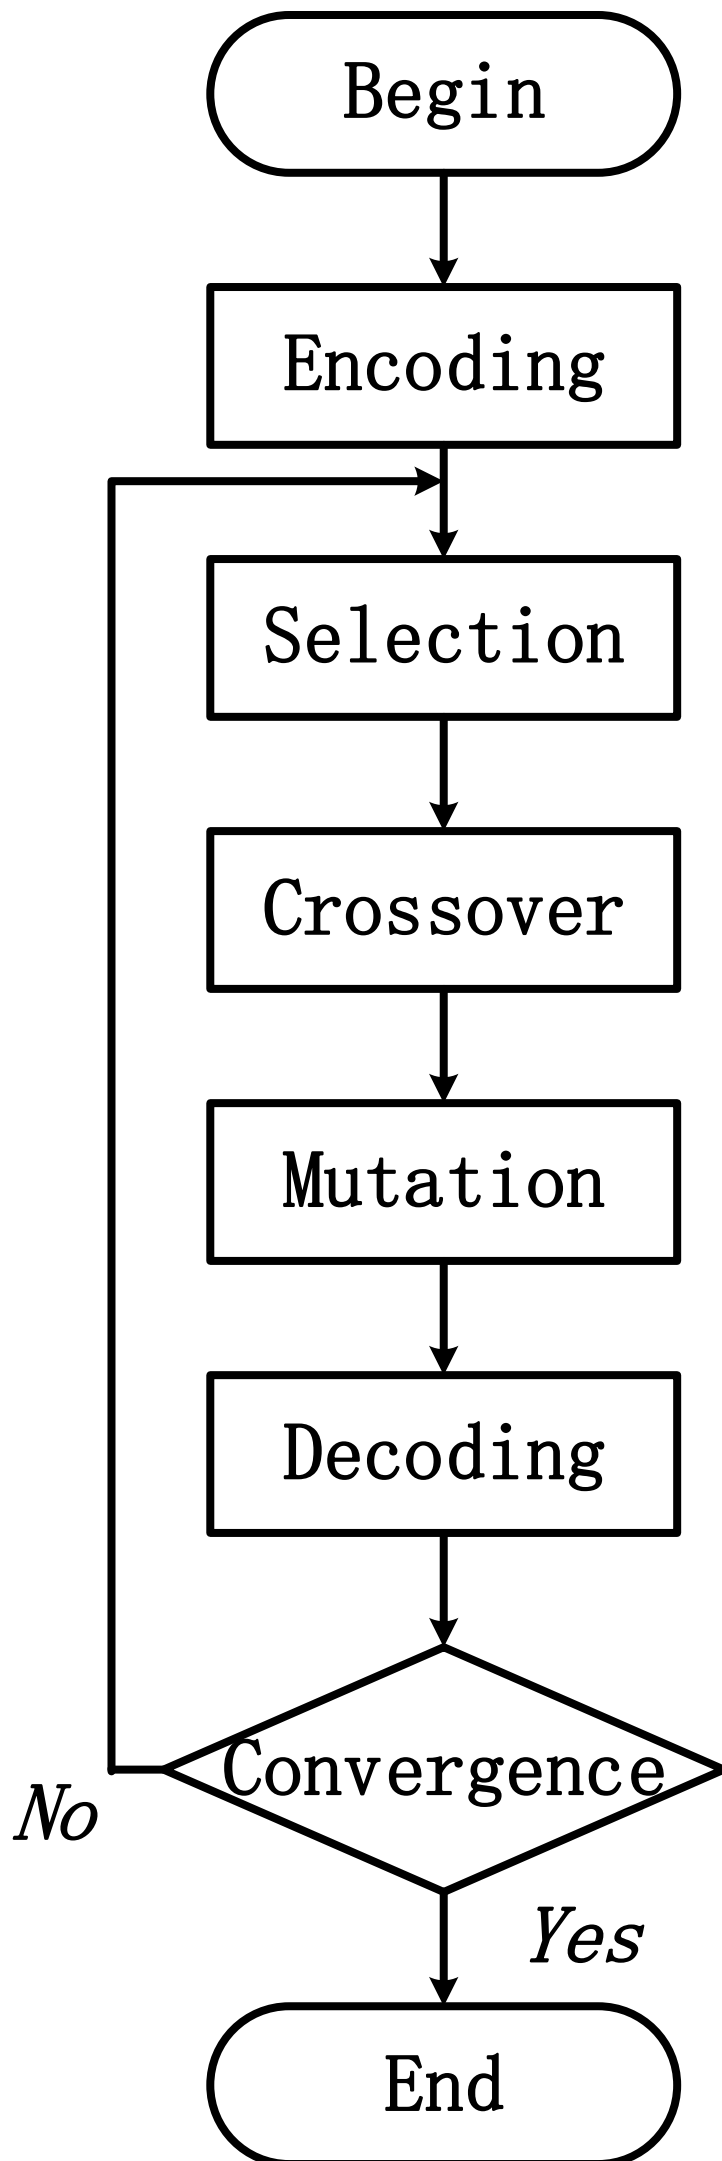 Begin
Encoding
Selection
Crossover
Mutation
Decoding
Convergence
No
Yes
End